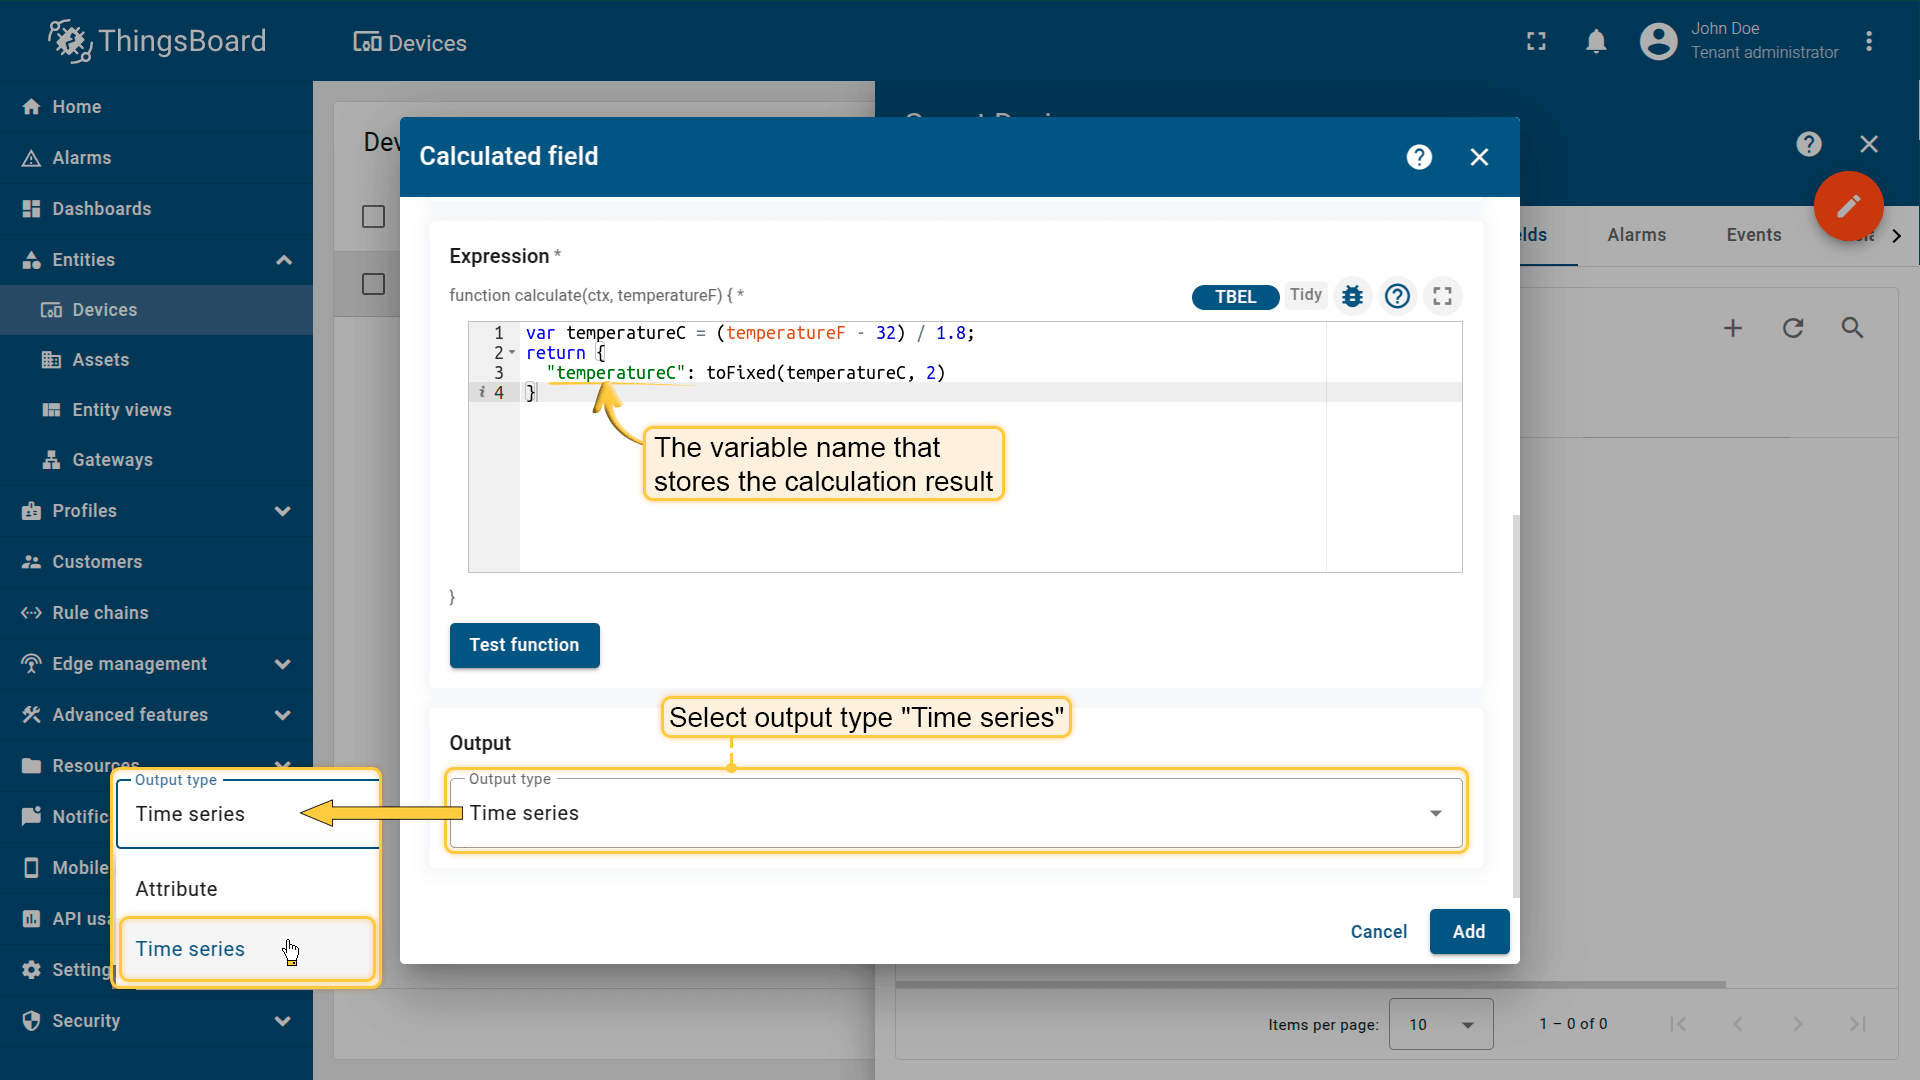 ThingsBoard
Devices
John Doe
Tenant administrator
Home
Alarms
Dashboards
Entities
Devices
Assets
Entity views
Gateways
Profiles
Customers
Rule chains
Edge management
Advanced features
Resources
Notific
Mobile
API usa
Setting
Security
Dev
Calculated field
elds
Alarms
Events
Expression *
function calculate(ctx, temperatureF) { *
TBEL
Tidy
1 var temperatureC = (temperatureF - 32) / 1.8;
2 return {
3 "temperatureC": toFixed(temperatureC, 2)
i 4 }
The variable name that
stores the calculation result
}
Test function
Select output type "Time series"
Output
Output type
Time series
Output type
Time series
Attribute
Time series
Cancel
Add
Items per page:
10
1 – 0 of 0